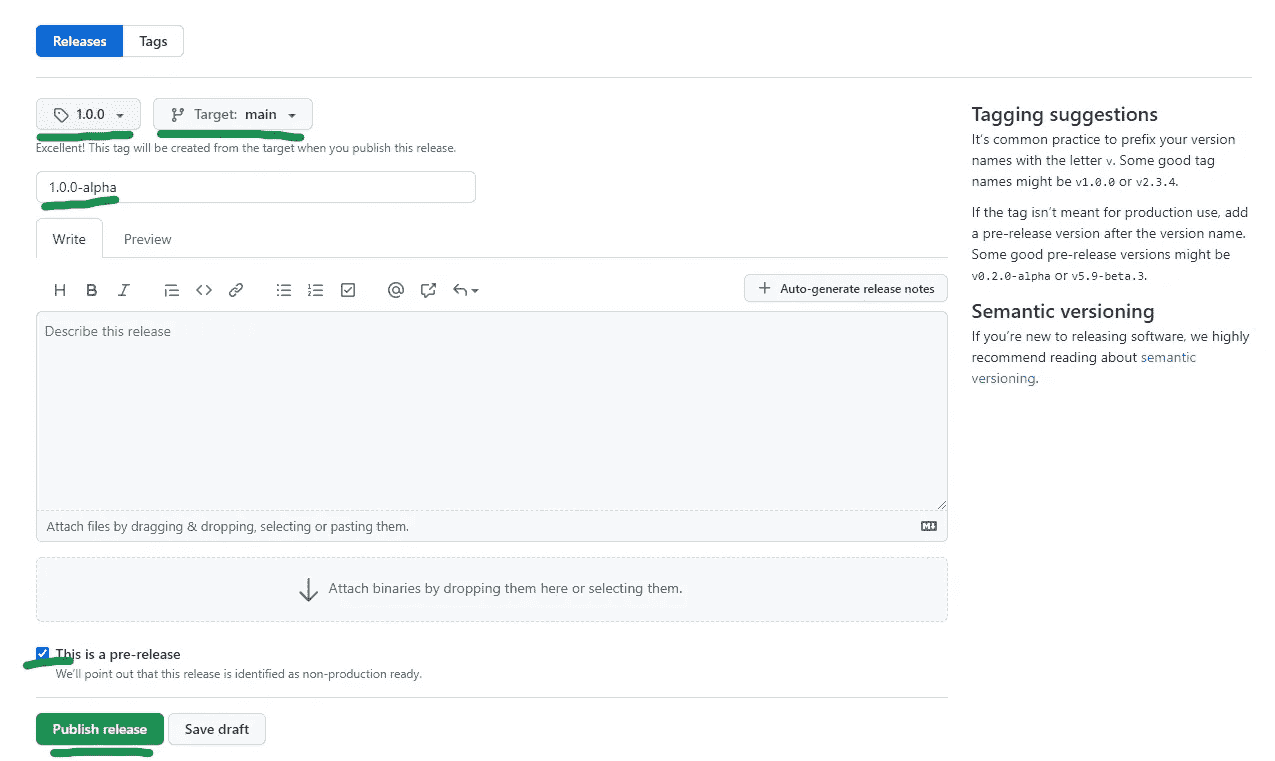 Releases Tags
1.0.0 Target: main
Excellent! This tag will be created from the target when you publish this release.
1.0.0-alpha
Write Preview
Auto-generate release notes
Describe this release
Attach files by dragging & dropping, selecting or pasting them.
Attach binaries by dropping them here or selecting them.
This is a pre-release
We'll point out that this release is identified as non-production ready.
Publish release Save draft
Tagging suggestions
It's common practice to prefix your version
names with the letter v. Some good tag
names might be v1.0.0 or v2.3.4.
If the tag isn't meant for production use, add
a pre-release version after the version name.
Some good pre-release versions might be
v0.2.0-alpha or v5.9-beta.3.
Semantic versioning
If you're new to releasing software, we highly
recommend reading about semantic
versioning.